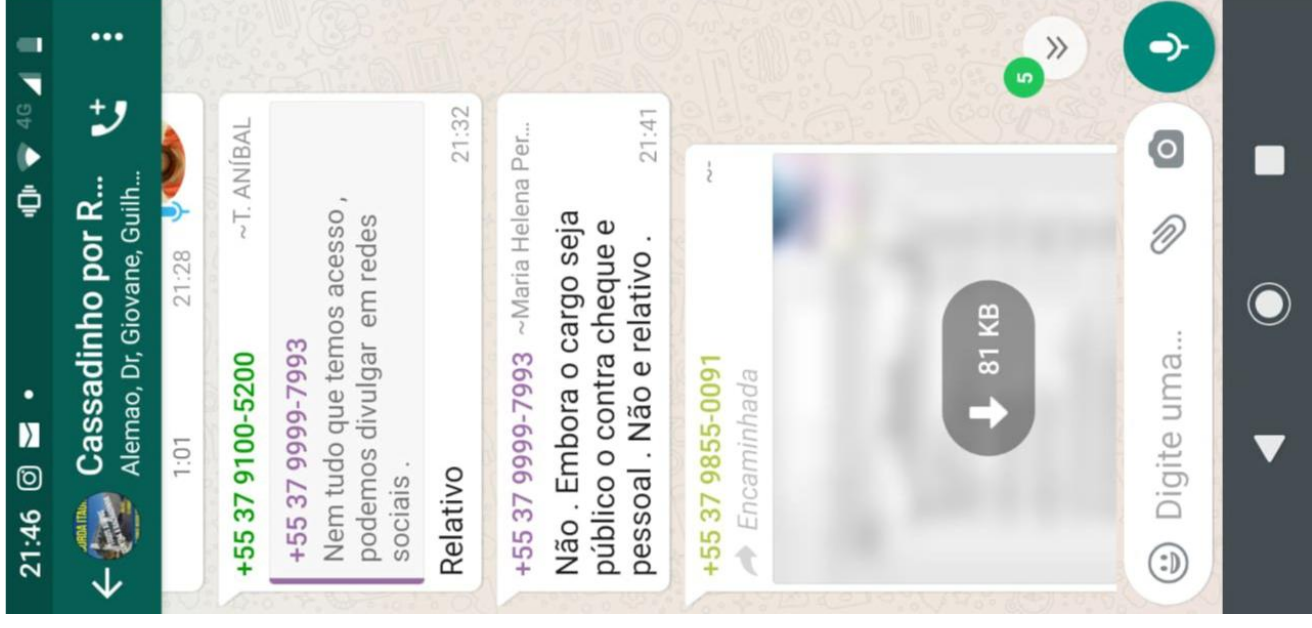 21:46
4G
Cassadinho por R...
Alemao, Dr, Giovane, Guilh...
1:01
21:28
+55 37 9100-5200
~T. ANÍBAL
+55 37 9999-7993
Nem tudo que temos acesso ,
podemos divulgar em redes
sociais .
Relativo
21:32
+55 37 9999-7993
~Maria Helena Per...
Não . Embora o cargo seja
público o contra cheque e
pessoal . Não e relativo .
21:41
+55 37 9855-0091
~-
Encaminhada
81 KB
5
Digite uma...